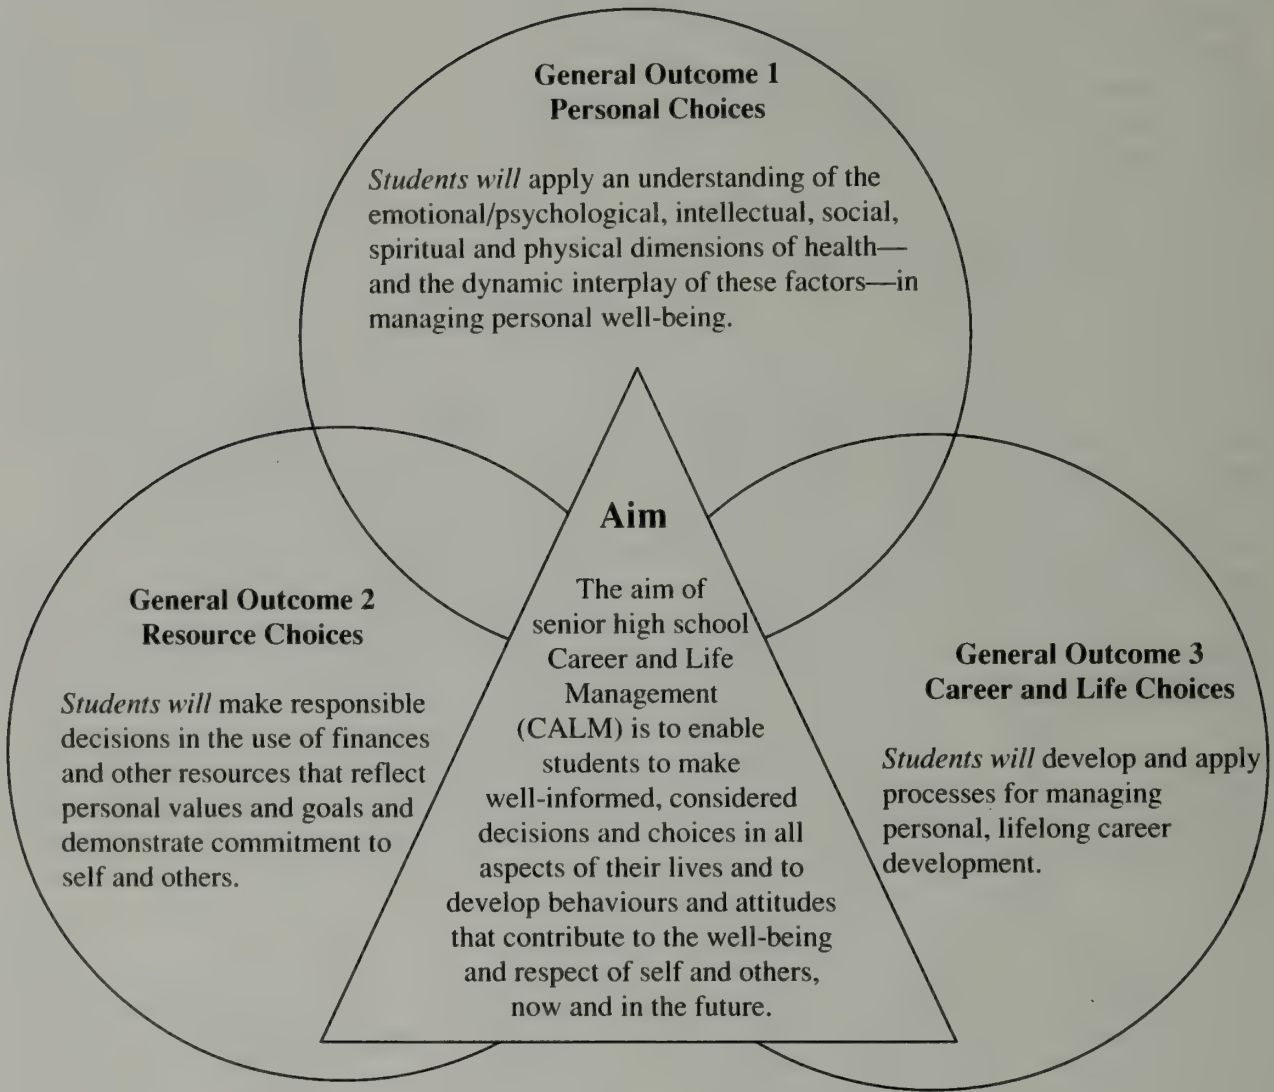 General Outcome 1
Personal Choices
Students will apply an understanding of the
emotional/psychological, intellectual, social,
spiritual and physical dimensions of health—
and the dynamic interplay of these factors—in
managing personal well-being.
Aim
The aim of
senior high school
Career and Life
Management
(CALM) is to enable
students to make
well-informed, considered
decisions and choices in all
aspects of their lives and to
develop behaviours and attitudes
that contribute to the well-being
and respect of self and others,
now and in the future.
General Outcome 2
Resource Choices
Students will make responsible
decisions in the use of finances
and other resources that reflect
personal values and goals and
demonstrate commitment to
self and others.
General Outcome 3
Career and Life Choices
Students will develop and apply
processes for managing
personal, lifelong career
development.